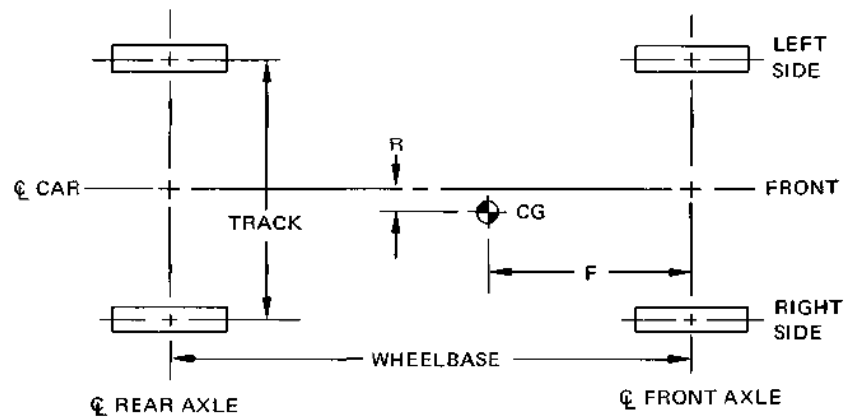 LEFT
SIDE
R
℄ CAR
FRONT
CG
TRACK
F
RIGHT
SIDE
WHEELBASE
℄ REAR AXLE
℄ FRONT AXLE